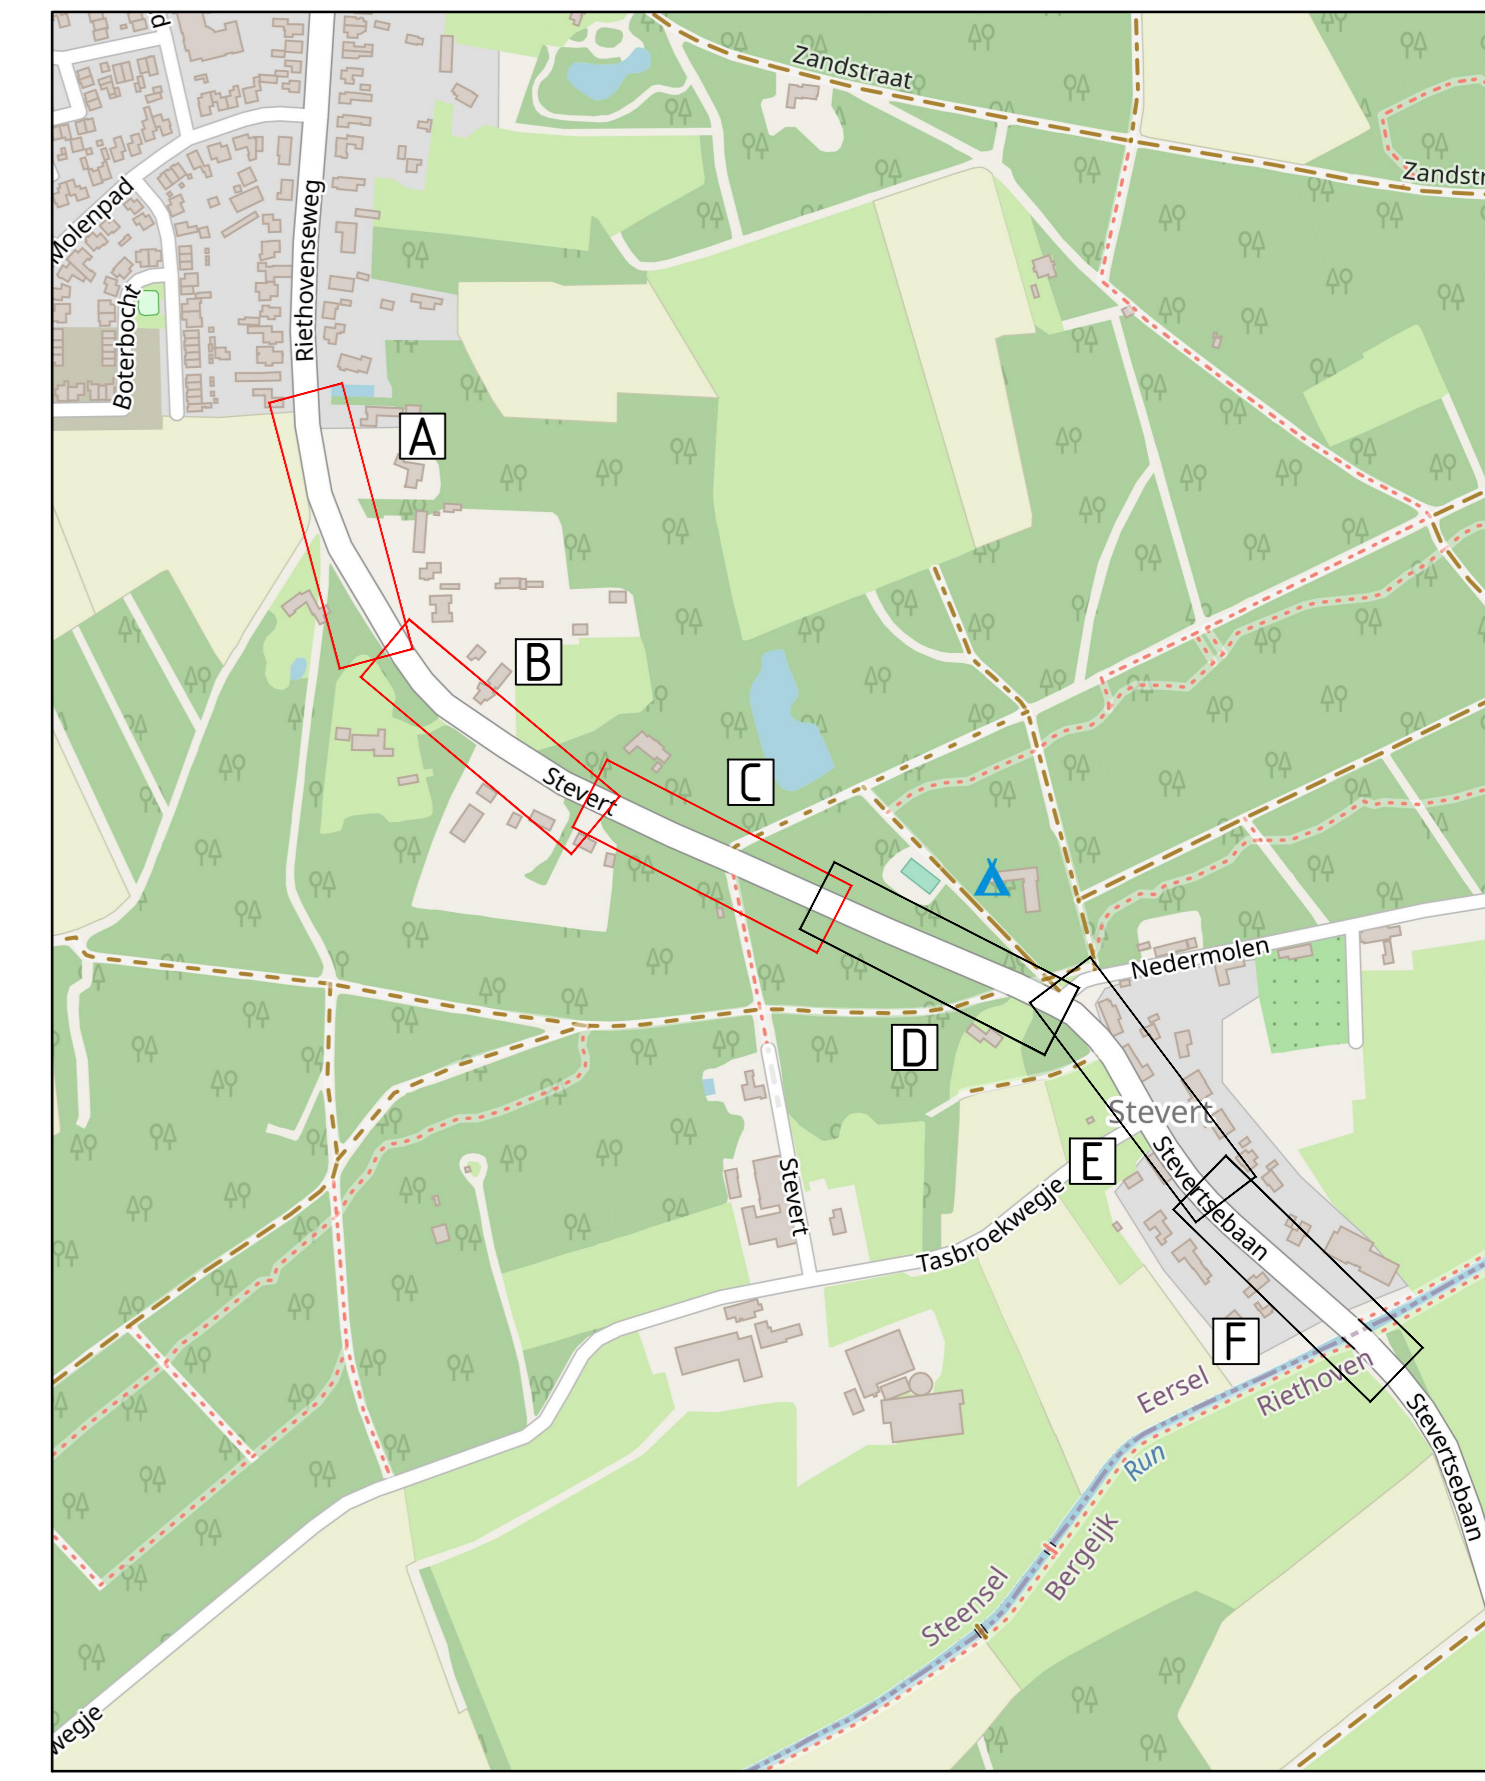 Zandstraat
Zandstr
Molenpad
Riethovenseweg
Boterbocht
A
B
Stevert
C
Nedermolen
D
Stevert
E
Stevertsebaan
Stevert
Tasbroekwegje
F
Eersel
Riethoven
Stevertsebaan
Run
Bergeijk
Steensel
wegje